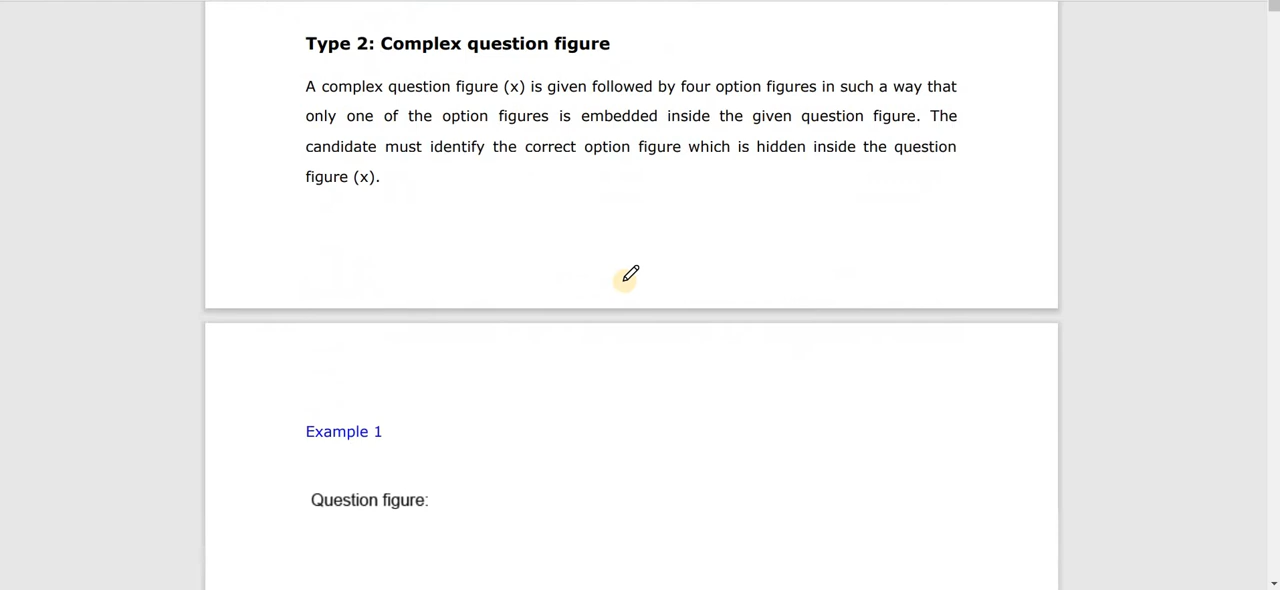 Type 2: Complex question figure
A complex question figure (x) is given followed by four option figures in such a way that
only one of the option figures is embedded inside the given question figure. The
candidate must identify the correct option figure which is hidden inside the question
figure (x).
Example 1
Question figure: